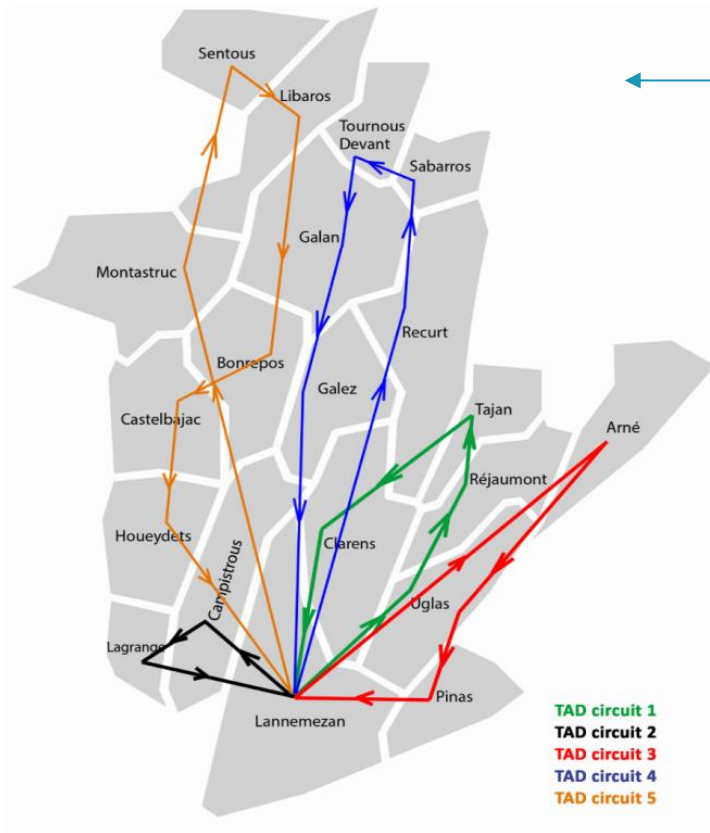 Sentous
Libaros
Tournous
Devant
Sabarros
Galan
Montastruc
Recurt
Bonrepos
Galez
Castelbajac
Tajan
Arné
Réjaumont
Houeydets
Clarens
Campistrous
Uglas
Lagrange
Pinas
Lannemezan
TAD circuit 1
TAD circuit 2
TAD circuit 3
TAD circuit 4
TAD circuit 5